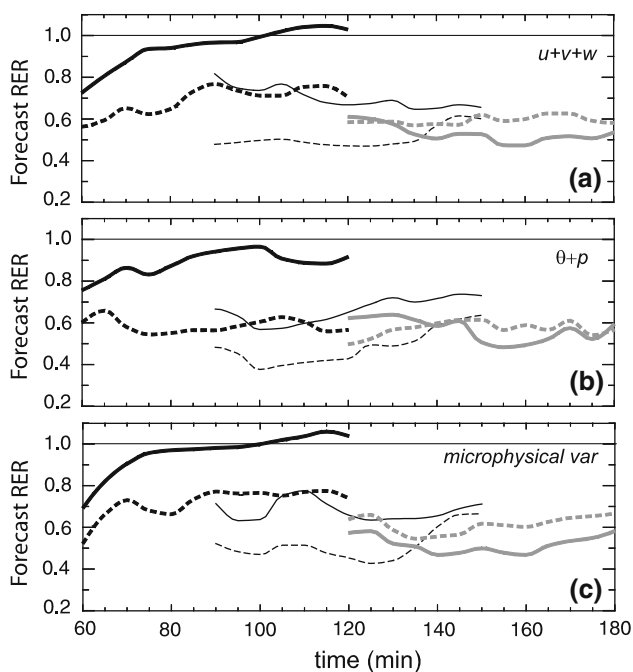 1.0
0.8
0.6
0.4
0.2
Forecast RER
u+v+w
(a)
1.0
0.8
0.6
0.4
0.2
Forecast RER
θ+p
(b)
1.0
0.8
0.6
0.4
0.2
Forecast RER
microphysical var
(c)
60 80 100 120 140 160 180
time (min)